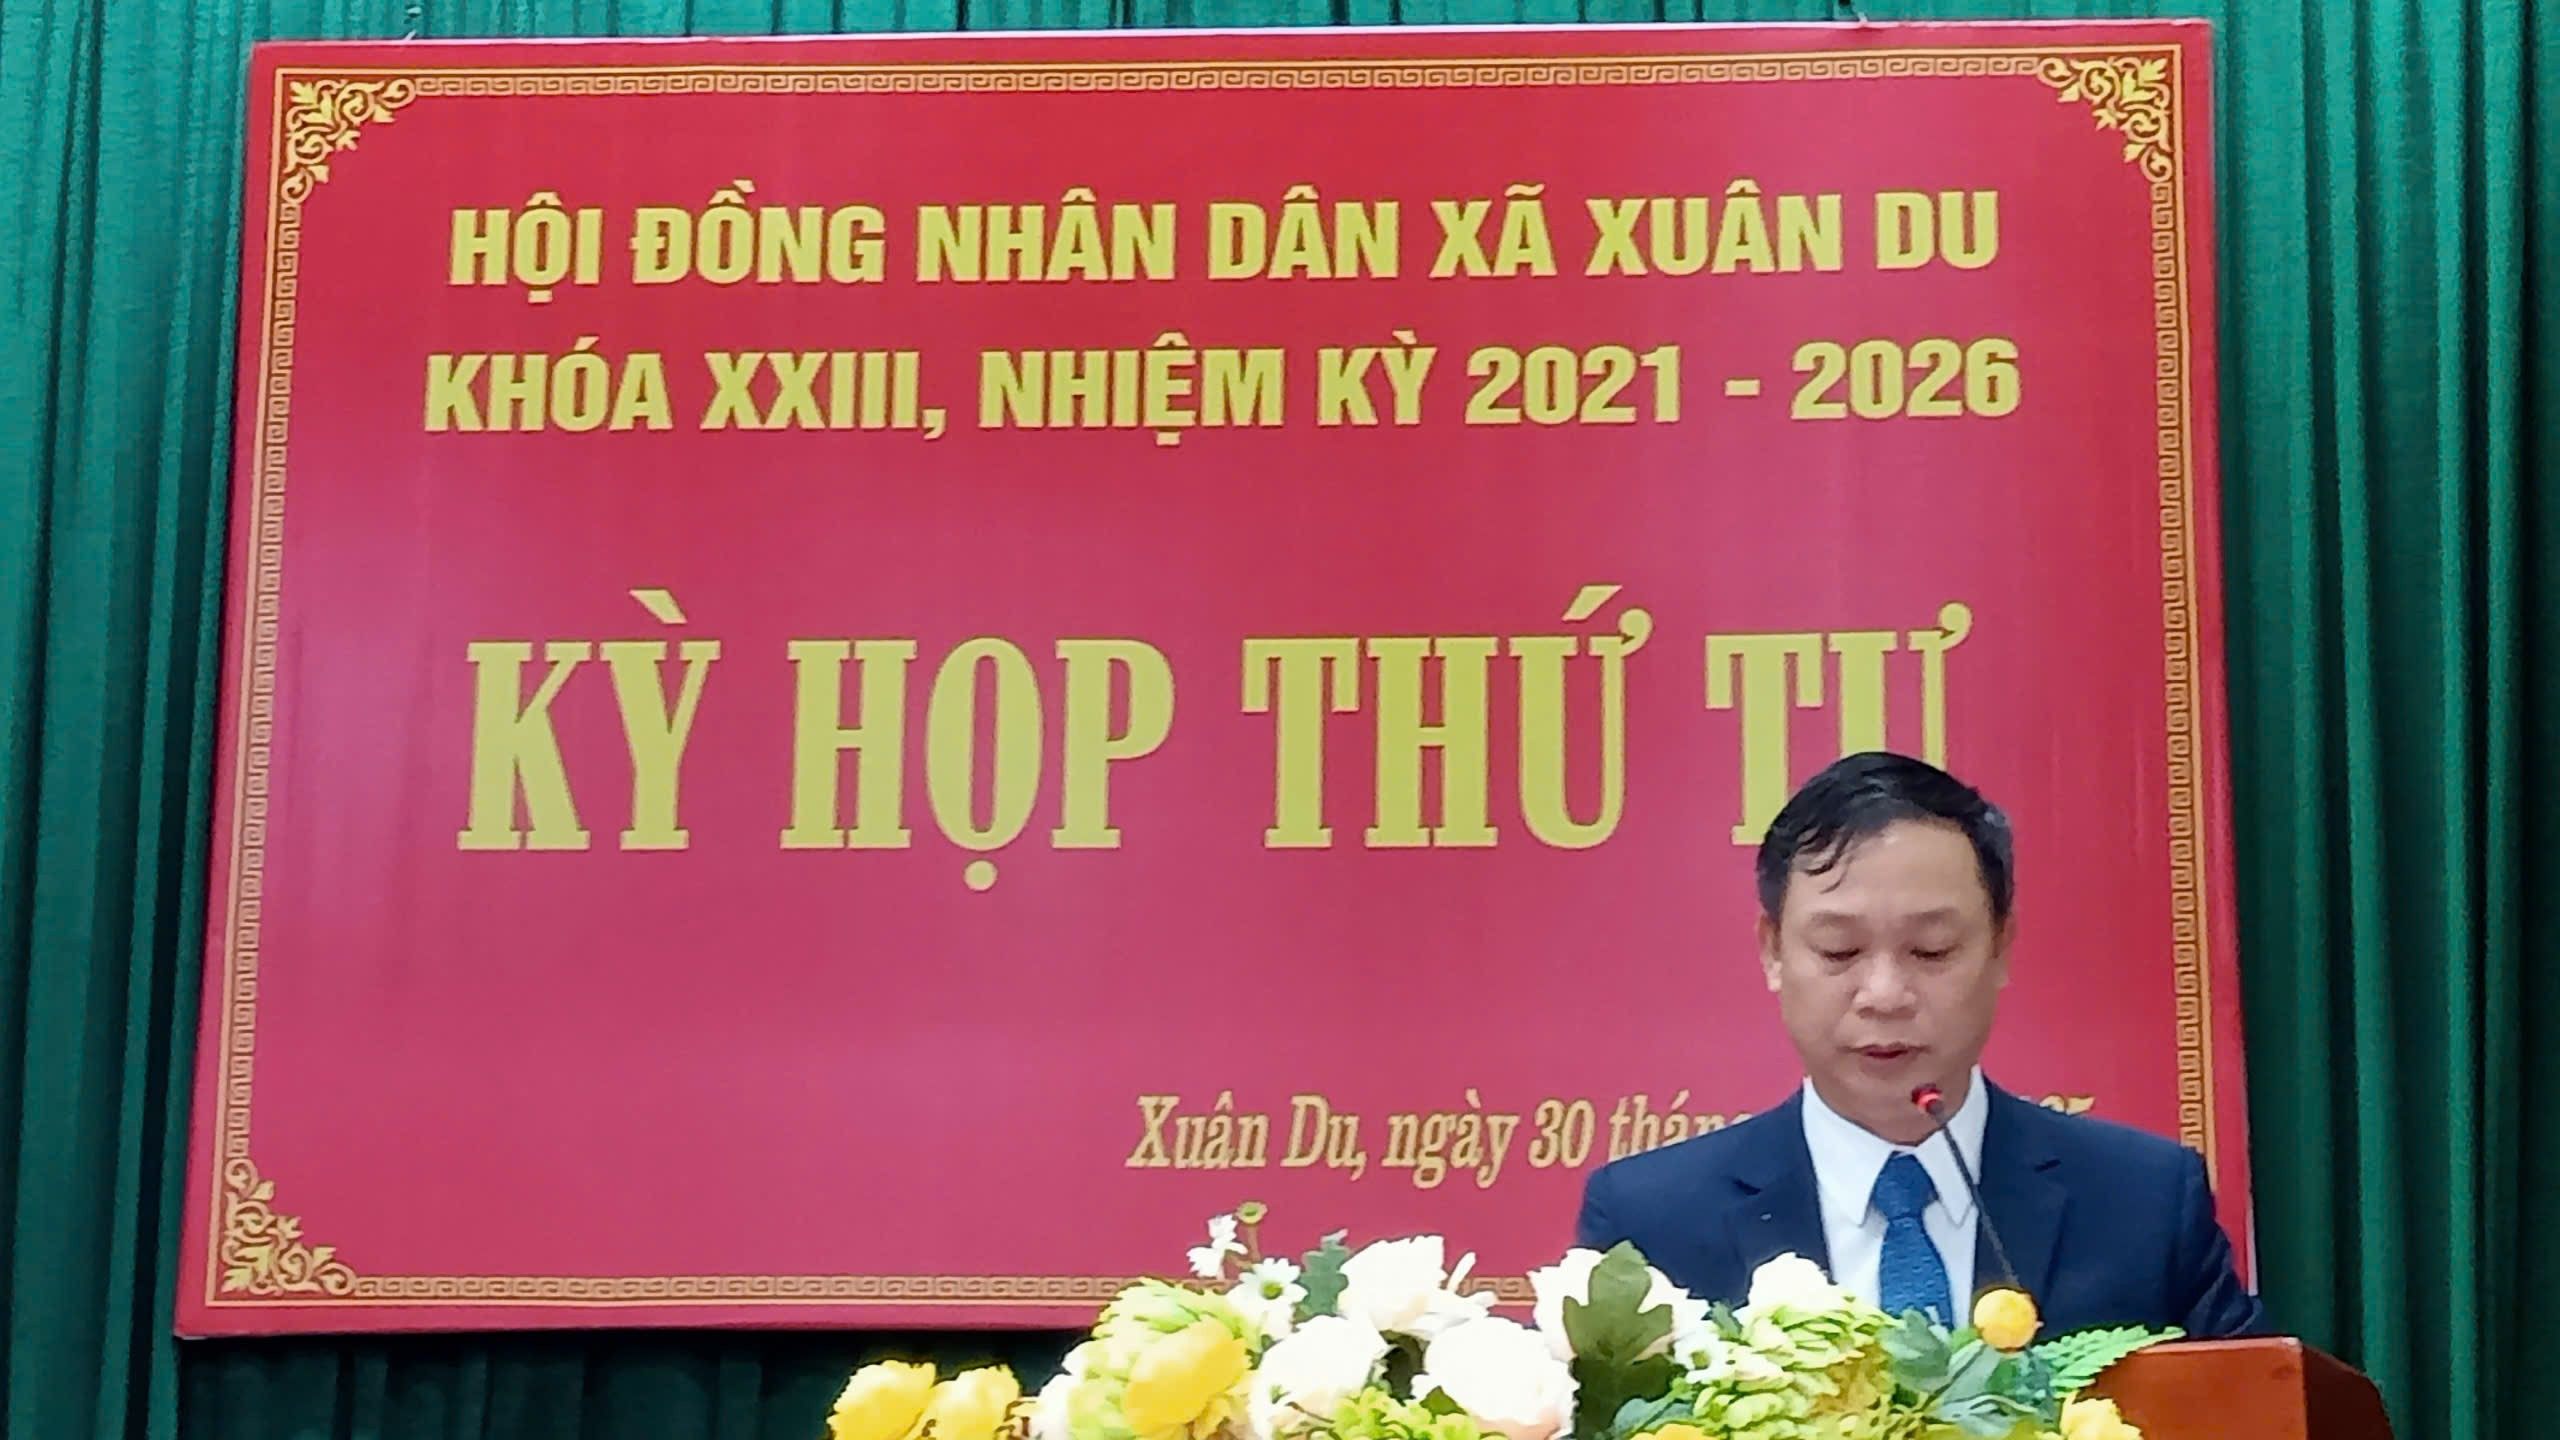 HỘI ĐỒNG NHÂN DÂN XÃ XUÂN DU
KHÓA XXIII, NHIỆM KỲ 2021 - 2026
KỲ HỌP THỨ TƯ
Xuân Du, ngày 30